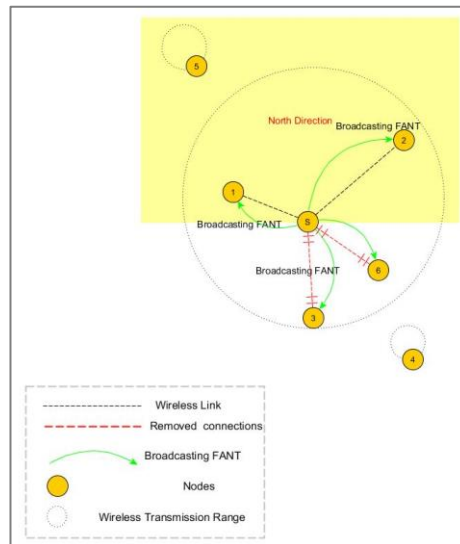 5
North Direction
Broadcasting FANT
2
1
Broadcasting FANT
S
Broadcasting FANT
6
3
4
Wireless Link
Removed connections
Broadcasting FANT
Nodes
Wireless Transmission Range